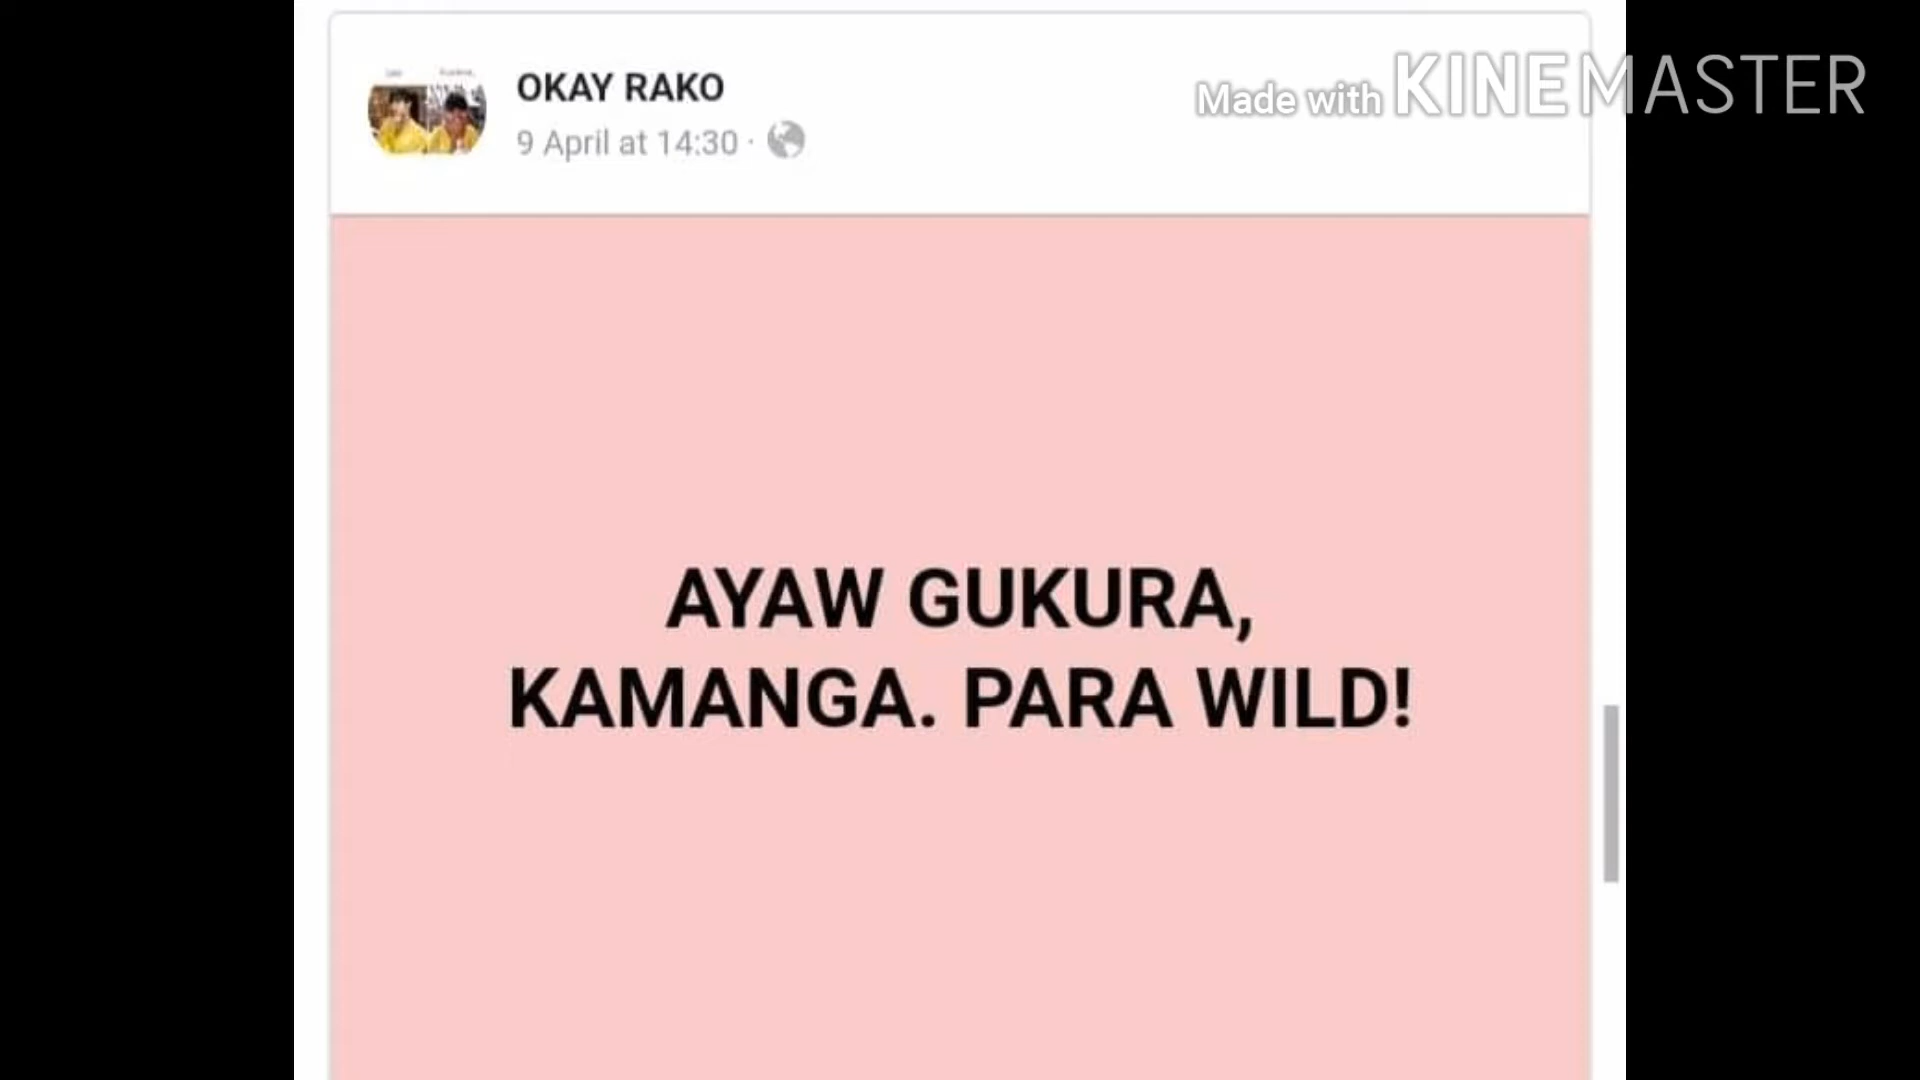 OKAY RAKO
Made with KINEMASTER
9 April at 14:30 ·
AYAW GUKURA,
KAMANGA. PARA WILD!